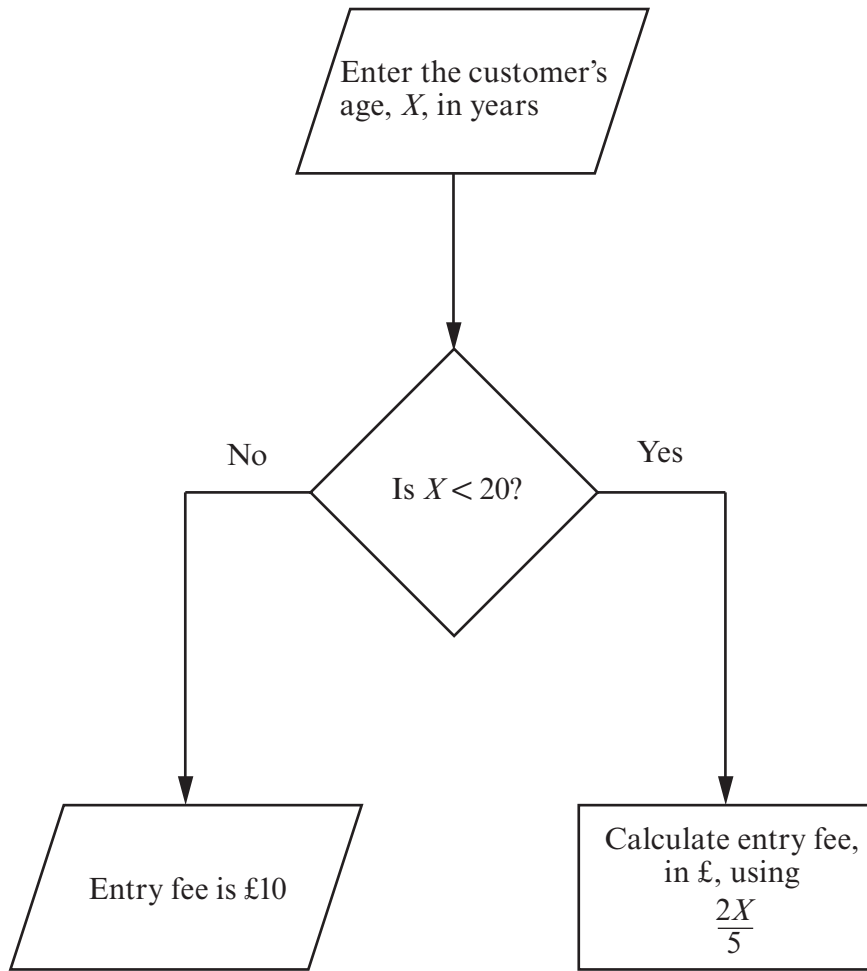 Enter the customer’s
age, X, in years
No
Yes
Is X < 20?
Entry fee is £10
Calculate entry fee,
in £, using
2X
5